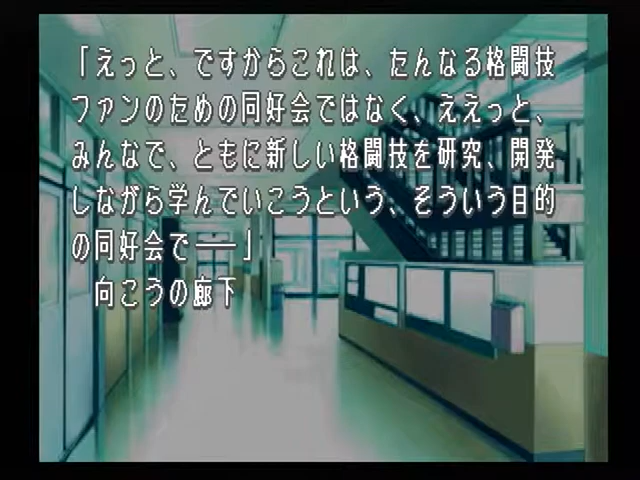 「えっと、ですからこれは、たんなる格闘技
ファンのための同好会ではなく、ええっと、
みんなで、ともに新しい格闘技を研究、開発
しながら学んでいこうという、そういう目的
の同好会で――」
　向こうの廊下